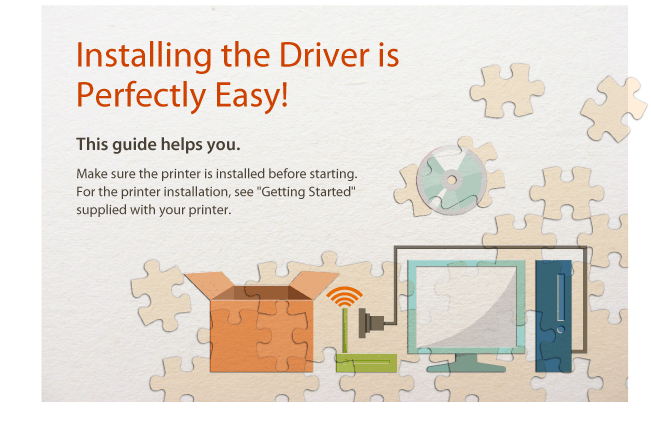 Installing the Driver is
Perfectly Easy!
This guide helps you.
Make sure the printer is installed before starting.
For the printer installation, see "Getting Started"
supplied with your printer.